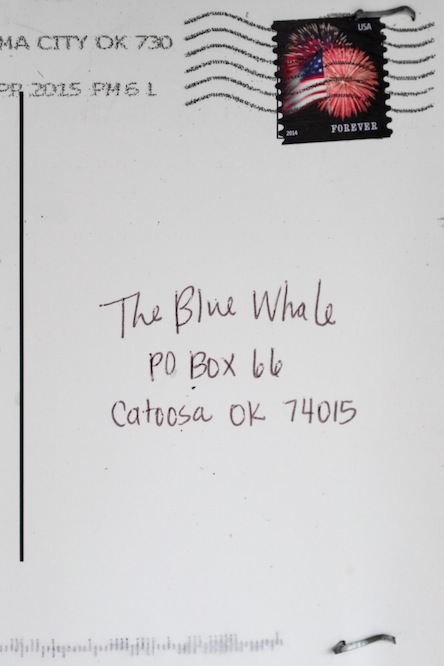 MA CITY OK 730
PR 2015 PM 6 L
USA
2014
FOREVER
The Blue Whale
PO BOX 66
Catoosa OK 74015